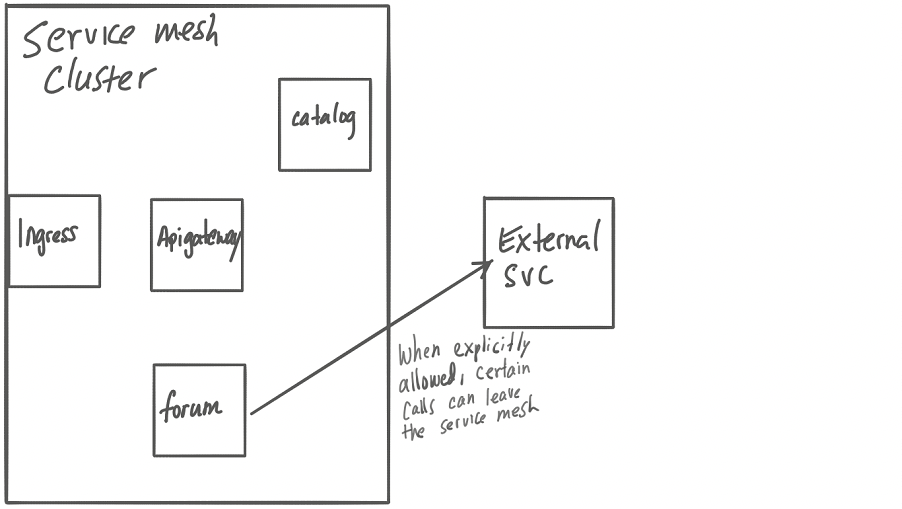 Service mesh
Cluster
catalog
Ingress
Apigateway
forum
External
svc
When explicitly
allowed, certain
calls can leave
the service mesh